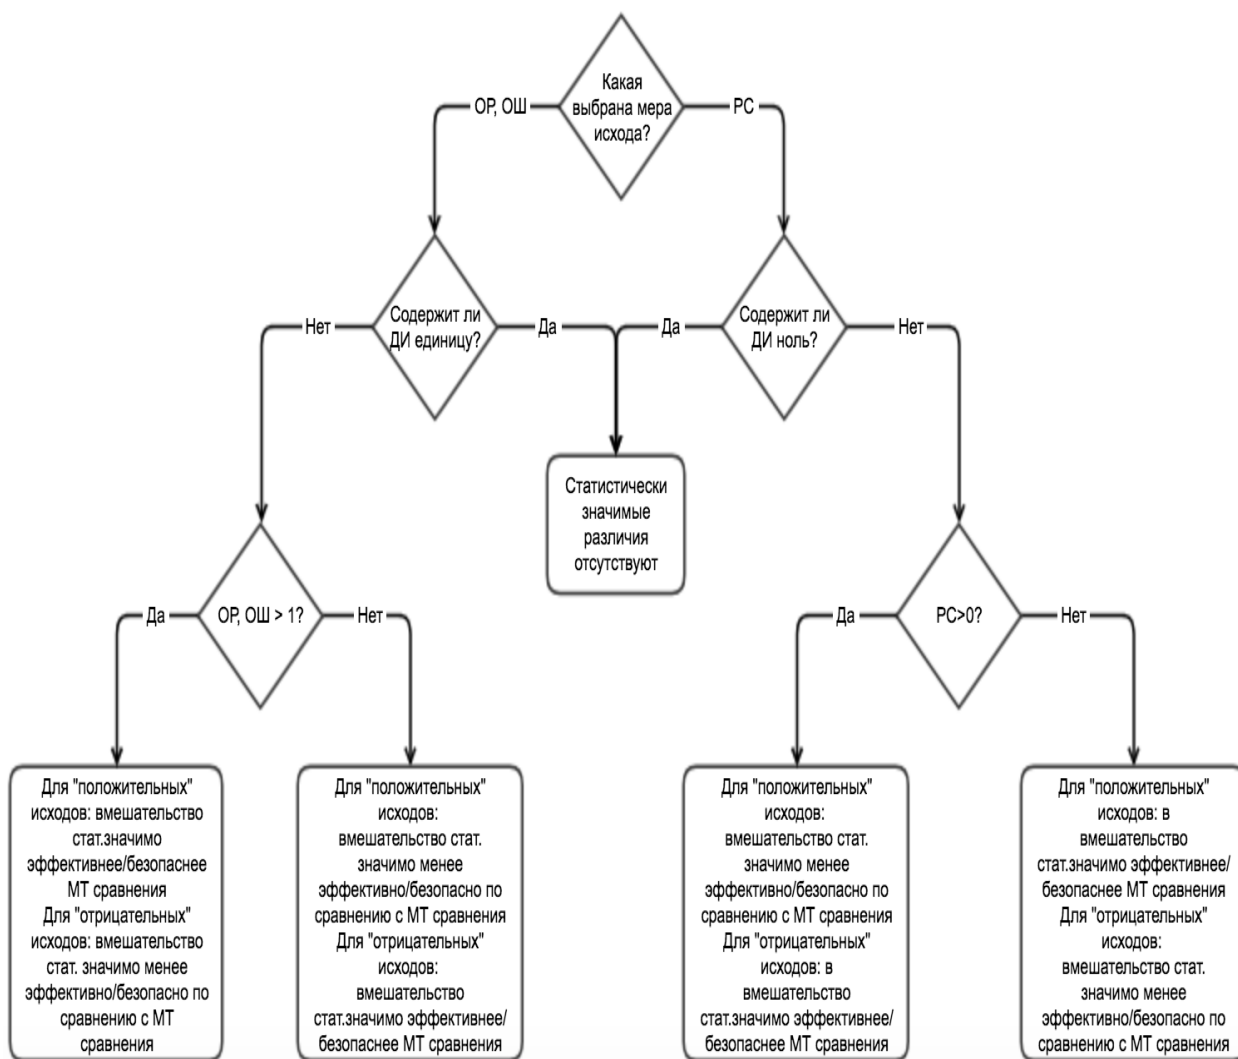 Какая
выбрана мера
исхода?
ОР, ОШ
РС
Содержит ли
ДИ единицу?
Нет
Да
Содержит ли
ДИ ноль?
Да
Нет
Статистически
значимые
различия
отсутствуют
ОР, ОШ > 1?
Да
Нет
РС>0?
Да
Нет
Для "положительных"
исходов: вмешательство
стат.значимо
эффективнее/безопаснее
МТ сравнения
Для "отрицательных"
исходов: вмешательство
стат. значимо менее
эффективно/безопасно по
сравнению с МТ
сравнения
Для "положительных"
исходов:
вмешательство стат.
значимо менее
эффективно/безопасно по
сравнению с МТ сравнения
Для "отрицательных"
исходов:
вмешательство
стат.значимо эффективнее/
безопаснее МТ сравнения
Для "положительных"
исходов:
вмешательство стат.
значимо менее
эффективно/безопасно по
сравнению с МТ сравнения
Для "отрицательных"
исходов: в
вмешательство
стат.значимо эффективнее/
безопаснее МТ сравнения
Для "положительных"
исходов: в
вмешательство
стат.значимо эффективнее/
безопаснее МТ сравнения
Для "отрицательных"
исходов:
вмешательство стат.
значимо менее
эффективно/безопасно по
сравнению с МТ сравнения